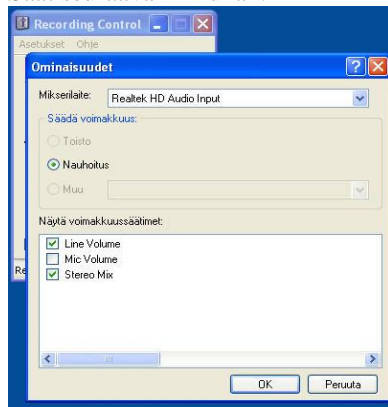 Recording Control
Asetukset Ohje
Ominaisuudet
Mikserilaite: Realtek HD Audio Input
Säädä voimakkuus:
Toisto
Nauhoitus
Muu
Näytä voimakkuussäätimet:
Line Volume
Mic Volume
Stereo Mix
Re
OK Peruuta